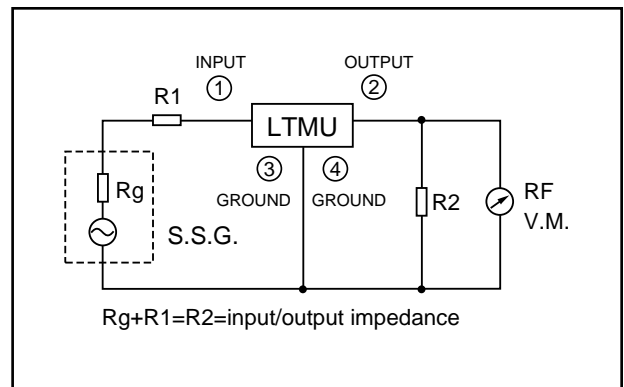 INPUT
OUTPUT
①
②
R1
LTMU
③
④
Rg
GROUND
GROUND
R2
RF
V.M.
S.S.G.
Rg+R1=R2=input/output impedance